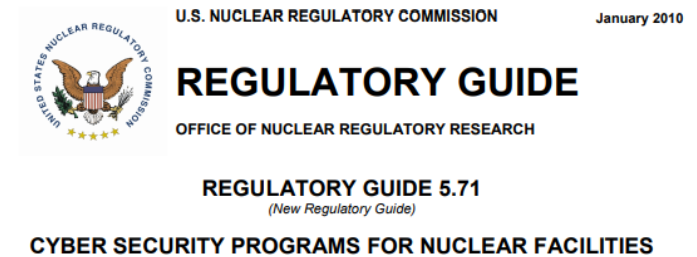 U.S. NUCLEAR REGULATORY COMMISSION
January 2010
UNITED STATES NUCLEAR REGULATORY COMMISSION
REGULATORY GUIDE
OFFICE OF NUCLEAR REGULATORY RESEARCH
REGULATORY GUIDE 5.71
(New Regulatory Guide)
CYBER SECURITY PROGRAMS FOR NUCLEAR FACILITIES